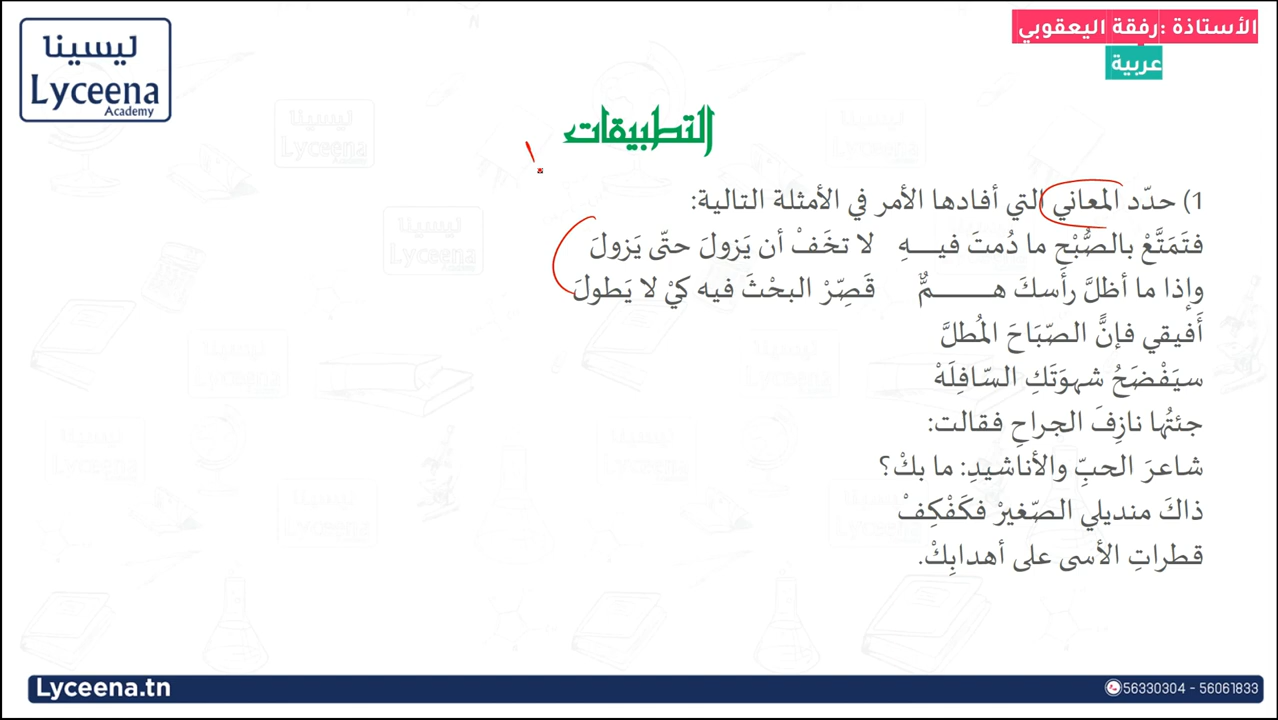 ليسينا
Lyceena
Academy
الأستاذة :رفقة اليعقوبي
عربية
التطبيقات
1) حدّد المعاني التي أفادها الأمر في الأمثلة التالية:
فتَمَتَّعْ بالصُّبْحِ ما دُمتَ فيـــهِ لا تخَفْ أن يَزولَ حتّى يَزولَ
وإذا ما أظلَّ رأَسكَ هــــــمٌّ قَصِّرْ البحْثَ فيه كيْ لا يَطولَ
أَفيقي فإنَّ الصّبَاحَ المُطلَّ
سيَفْضَحُ شهوَتَكِ السّافِلَهْ
جئتُها نازِفَ الجراحِ فقالت:
شاعرَ الحبِّ والأناشيدِ: ما بكْ؟
ذاكَ منديلي الصّغيرْ فكَفْكِفْ
قطراتِ الأسى على أهدابِكْ.
Lyceena.tn
56330304 - 56061833